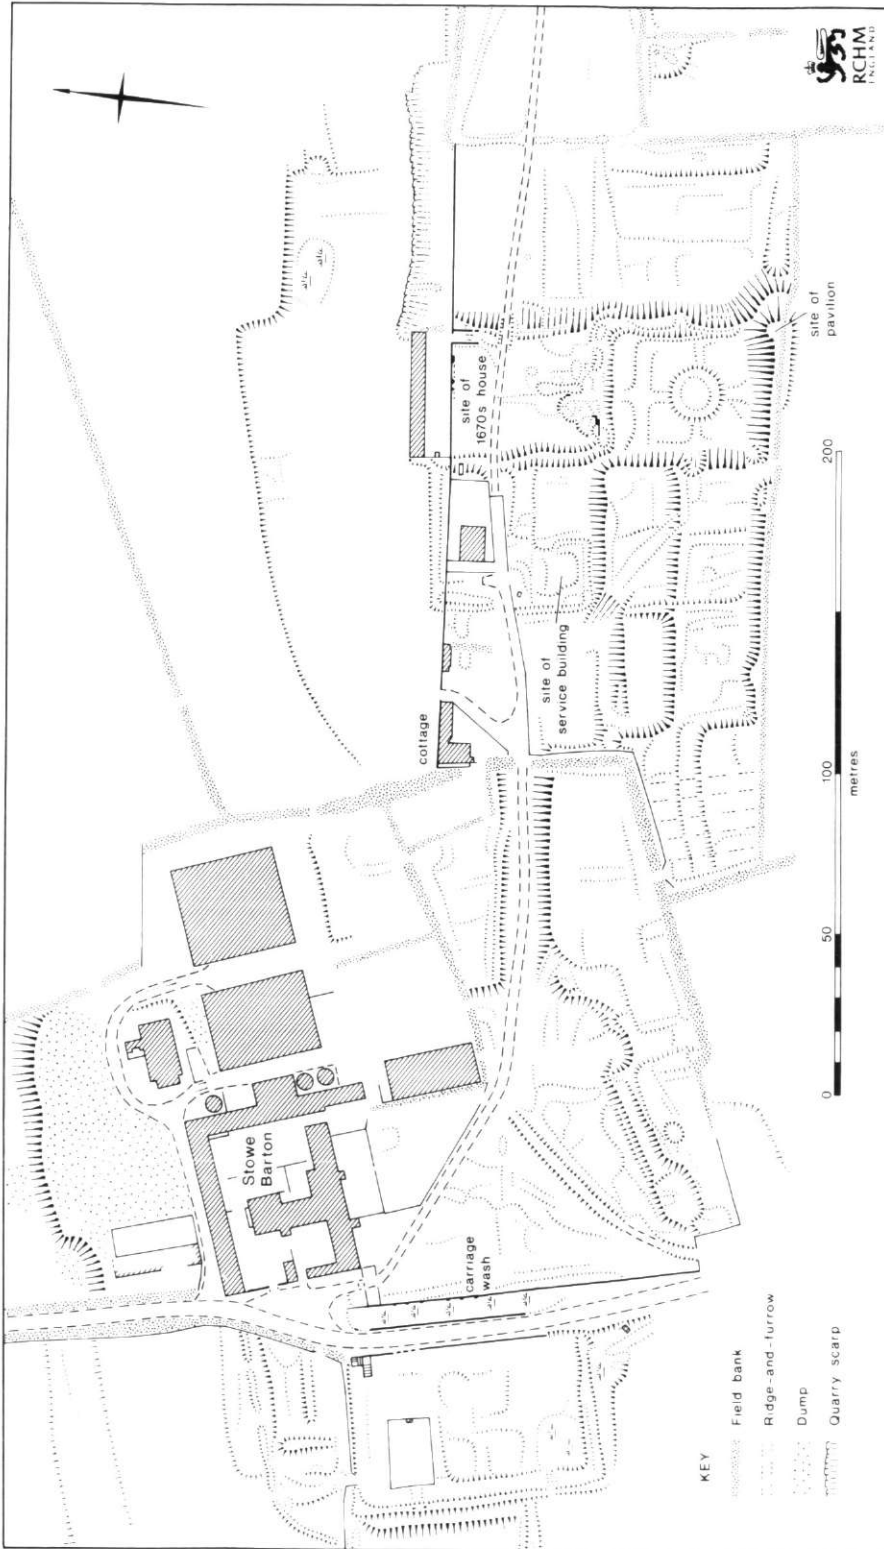 RCHM
ENGLAND
Stowe
Barton
cottage
site of
1670s house
site of
service building
site of
pavilion
carriage
wash
KEY
Field bank
Ridge-and-furrow
Dump
Quarry scarp
0
50
100
200
metres